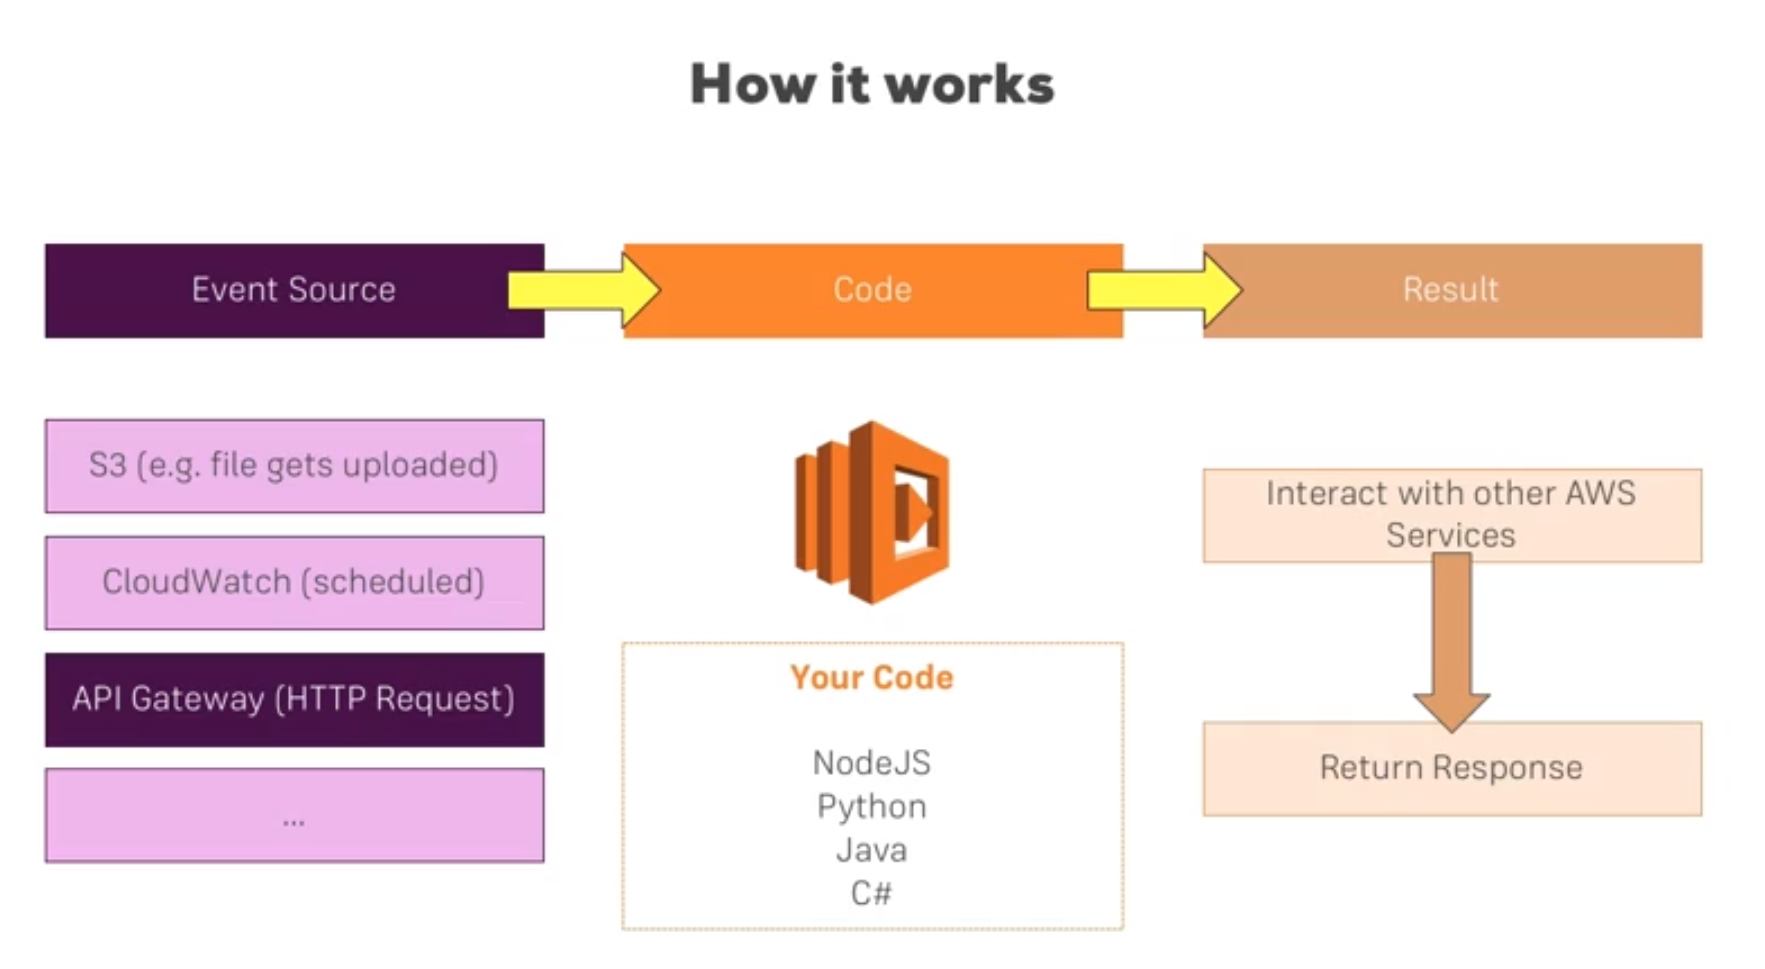 How it works
Event Source
Code
Result
S3 (e.g. file gets uploaded)
CloudWatch (scheduled)
API Gateway (HTTP Request)
...
Your Code
NodeJS
Python
Java
C#
Interact with other AWS
Services
Return Response